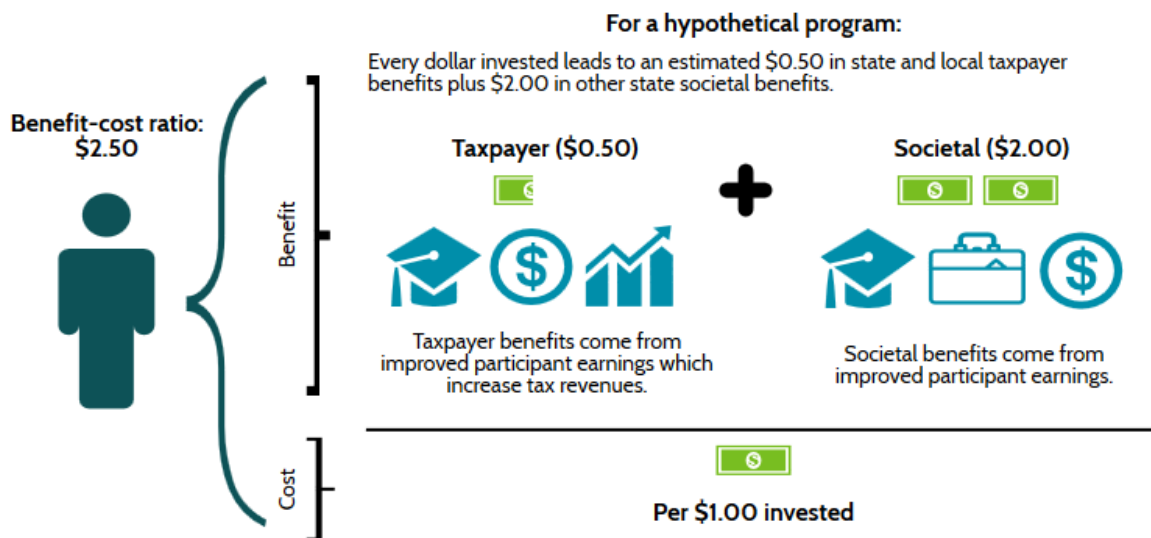 For a hypothetical program:
Every dollar invested leads to an estimated $0.50 in state and local taxpayer
benefits plus $2.00 in other state societal benefits.
Benefit-cost ratio:
$2.50
Benefit
Taxpayer ($0.50)
Societal ($2.00)
$
$
Taxpayer benefits come from
improved participant earnings which
increase tax revenues.
Societal benefits come from
improved participant earnings.
Cost
Per $1.00 invested